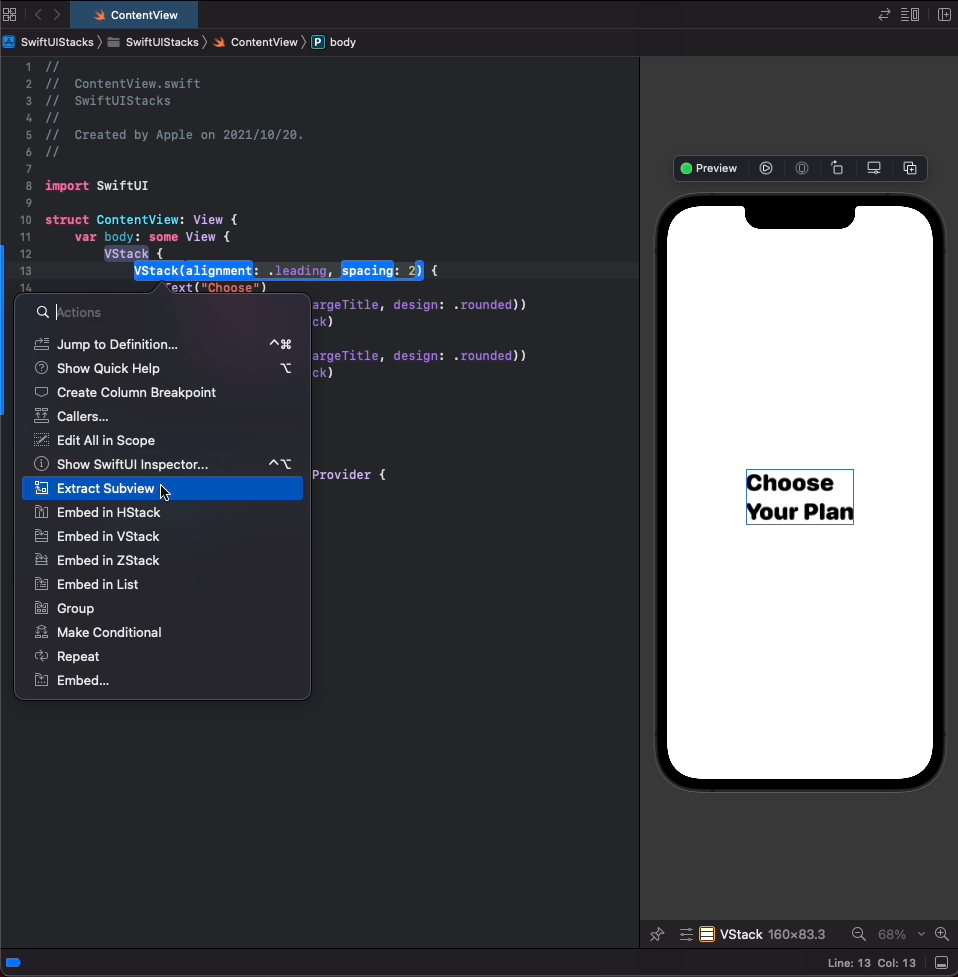 ContentView
SwiftUIStacks SwiftUIStacks ContentView P body
1 //
2 // ContentView.swift
3 // SwiftUIStacks
4 //
5 // Created by Apple on 2021/10/20.
6 //
7
8 import SwiftUI
9
10 struct ContentView: View {
11 var body: some View {
12 VStack {
13 VStack(alignment: .leading, spacing: 2) {
14 Text("Choose")
argeTitle, design: .rounded))
ck)
argeTitle, design: .rounded))
ck)
Provider {
Actions
Jump to Definition... ^⌘
Show Quick Help ⌥
Create Column Breakpoint
Callers...
Edit All in Scope
Show SwiftUI Inspector... ^⌥
Extract Subview
Embed in HStack
Embed in VStack
Embed in ZStack
Embed in List
Group
Make Conditional
Repeat
Embed...
Preview
Choose
Your Plan
VStack 160×83.3 68%
Line: 13 Col: 13